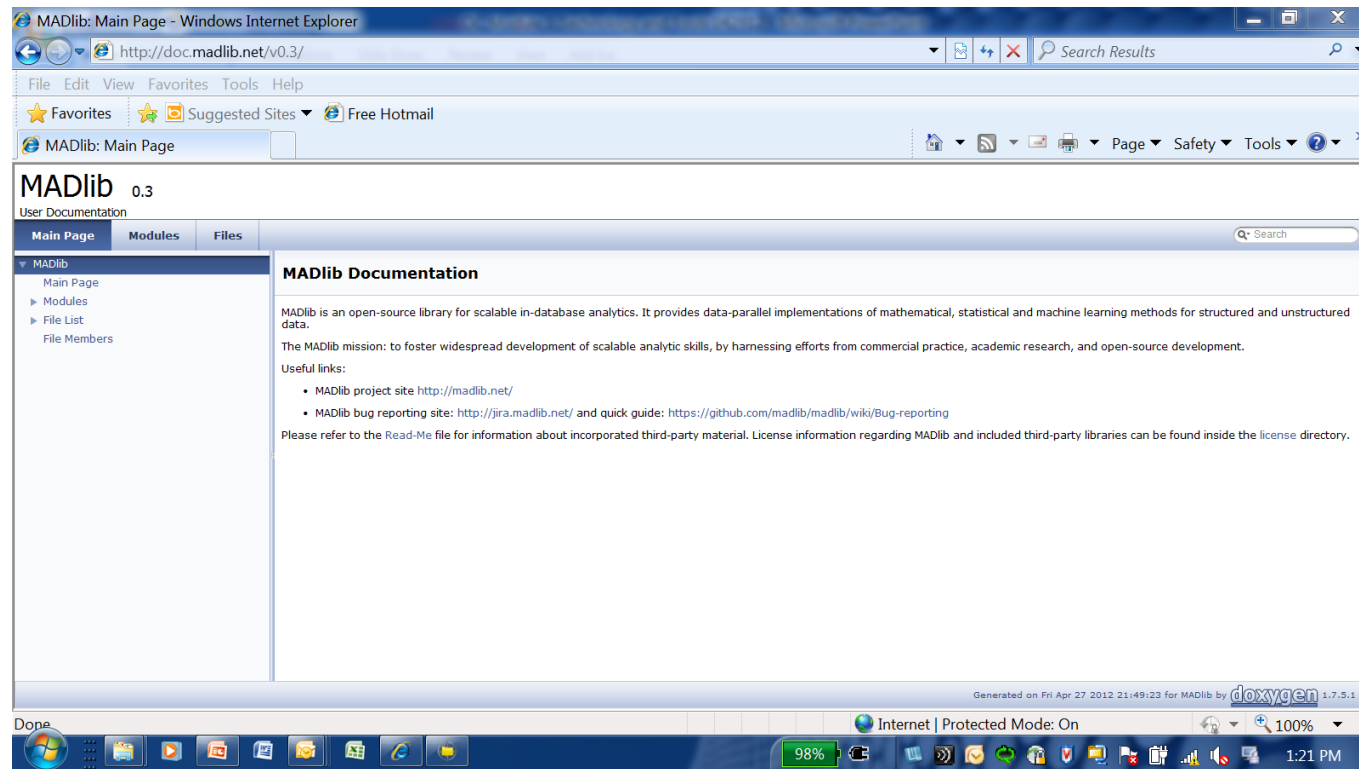 MADlib: Main Page - Windows Internet Explorer
http://doc.madlib.net/v0.3/
Search Results
File Edit View Favorites Tools Help
Favorites Suggested Sites Free Hotmail
MADlib: Main Page
Page Safety Tools
MADlib 0.3
User Documentation
Main Page Modules Files
Search
MADlib
Main Page
Modules
File List
File Members
MADlib Documentation
MADlib is an open-source library for scalable in-database analytics. It provides data-parallel implementations of mathematical, statistical and machine learning methods for structured and unstructured
data.
The MADlib mission: to foster widespread development of scalable analytic skills, by harnessing efforts from commercial practice, academic research, and open-source development.
Useful links:
• MADlib project site http://madlib.net/
• MADlib bug reporting site: http://jira.madlib.net/ and quick guide: https://github.com/madlib/madlib/wiki/Bug-reporting
Please refer to the Read-Me file for information about incorporated third-party material. License information regarding MADlib and included third-party libraries can be found inside the license directory.
Generated on Fri Apr 27 2012 21:49:23 for MADlib by doxygen 1.7.5.1
Done
Internet | Protected Mode: On
100%
98%
1:21 PM